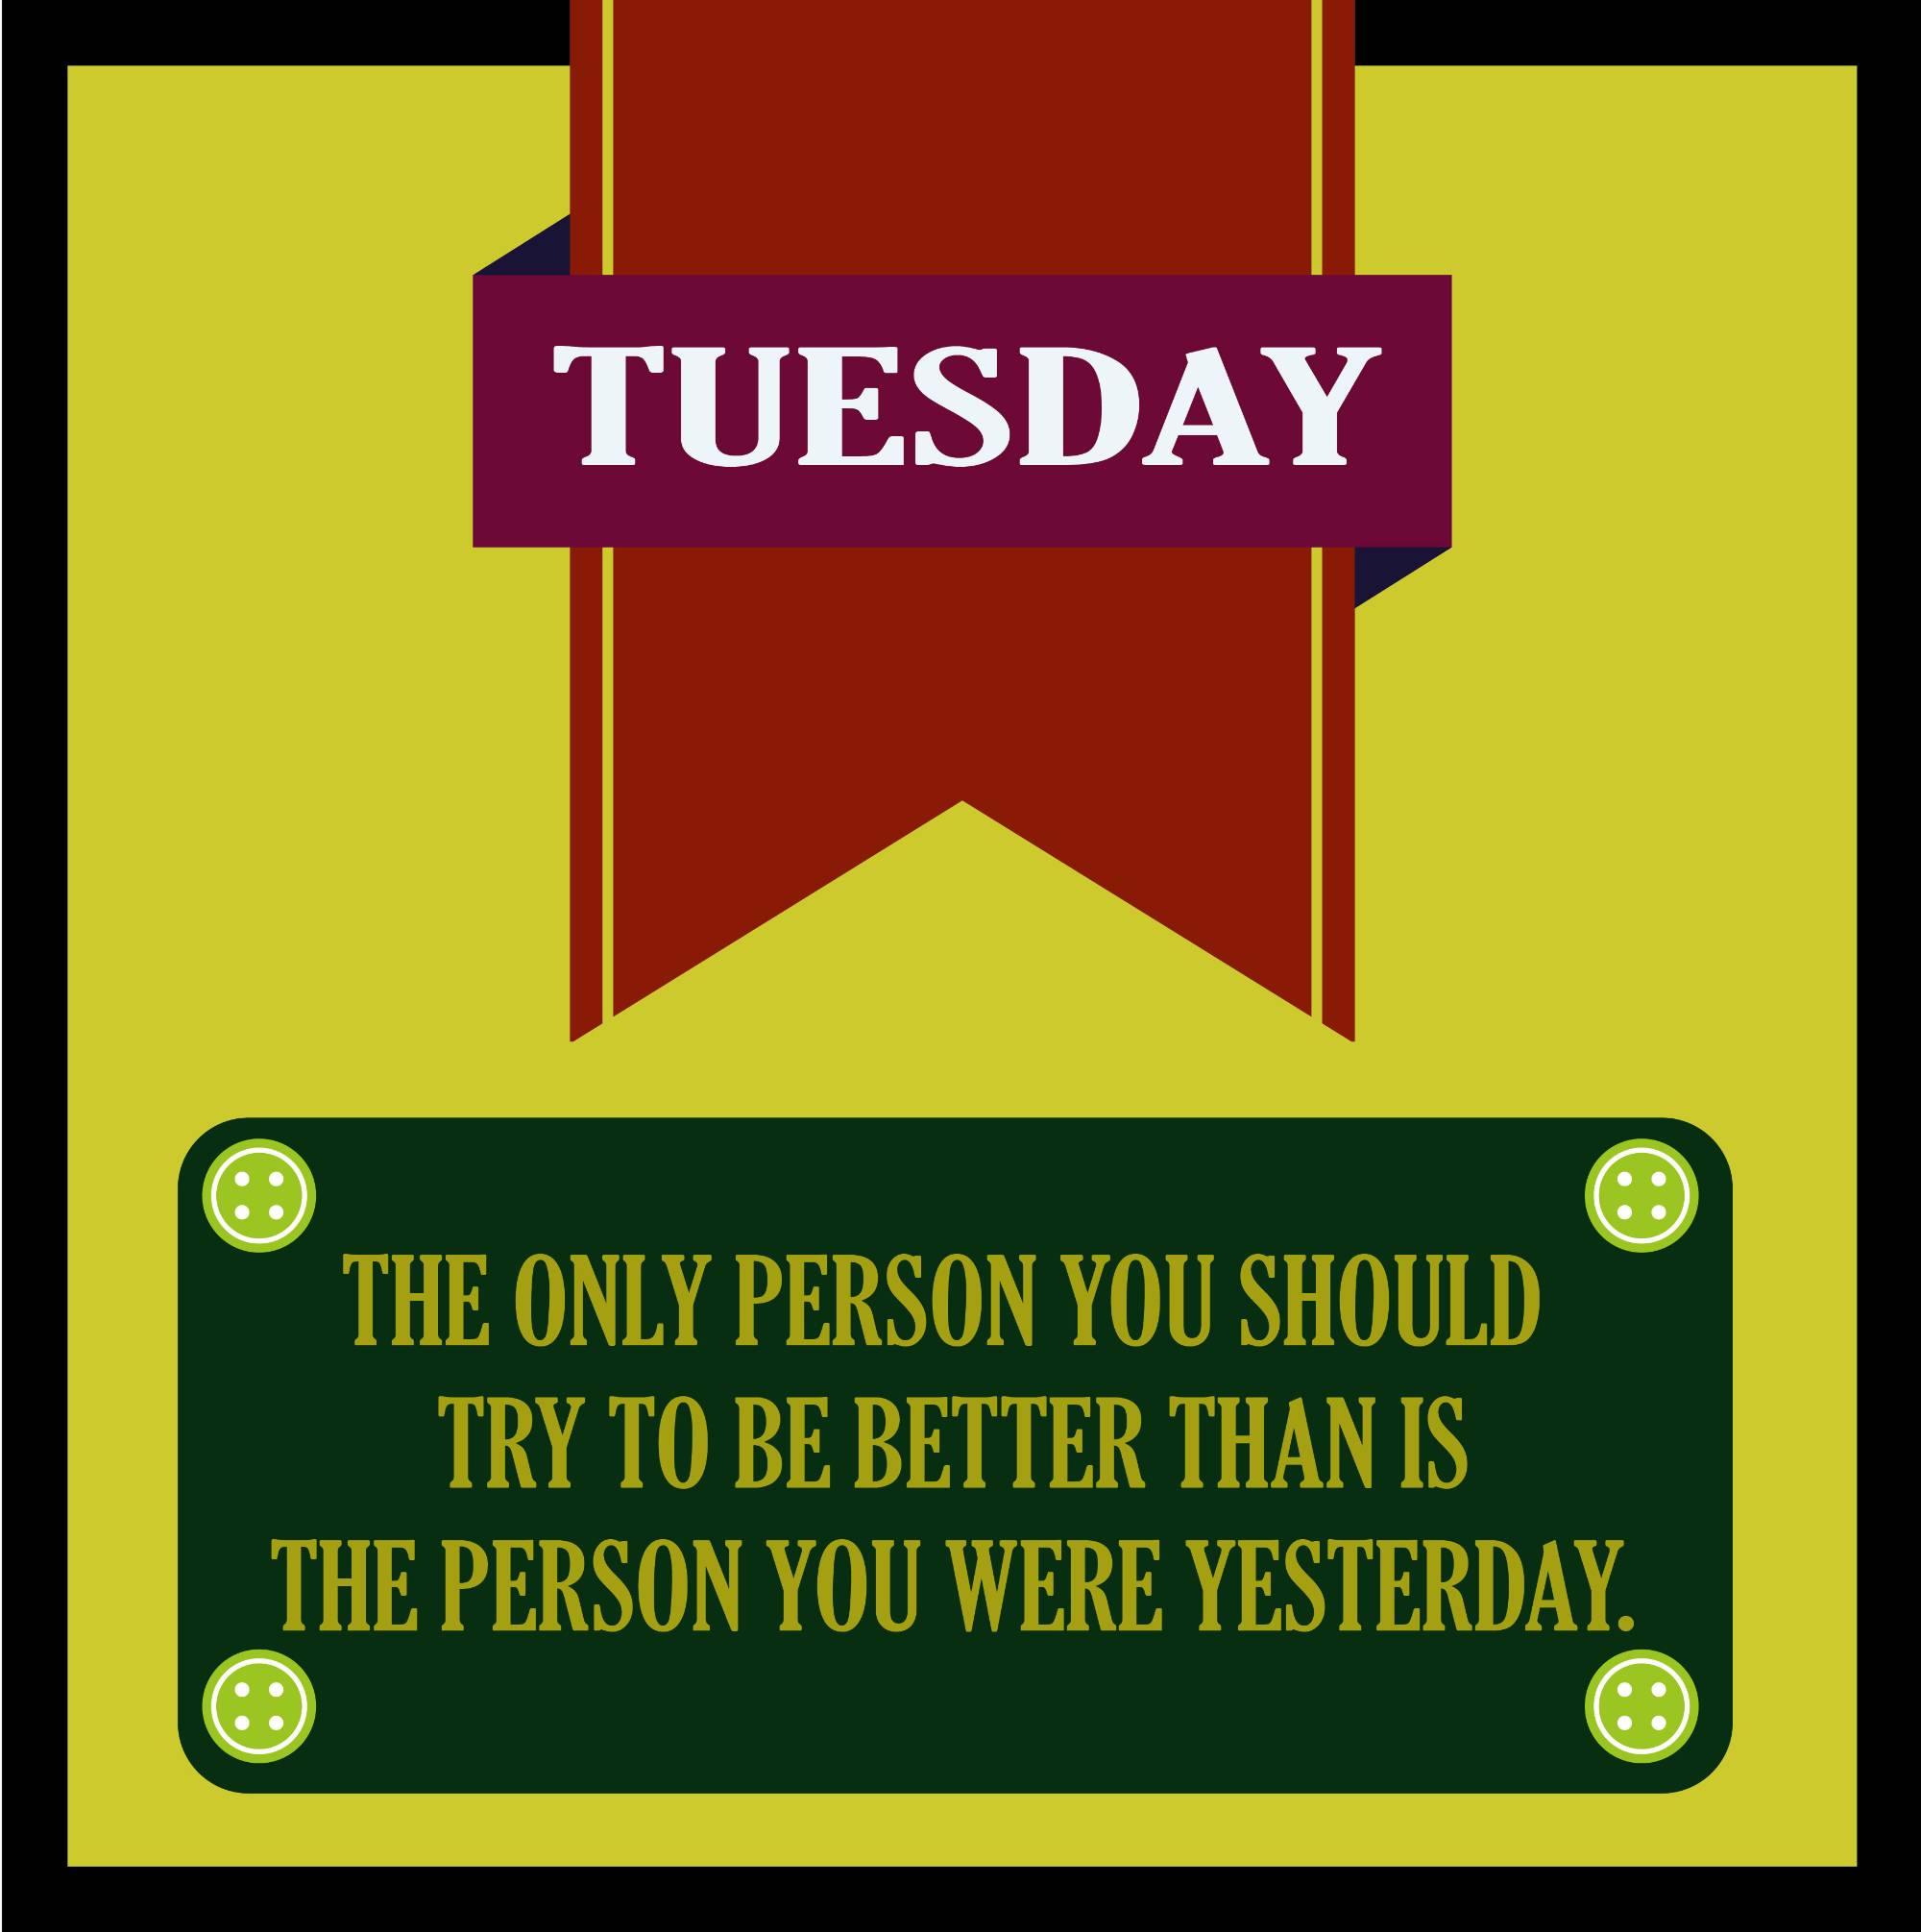 TUESDAY
THE ONLY PERSON YOU SHOULD
TRY TO BE BETTER THAN IS
THE PERSON YOU WERE YESTERDAY.